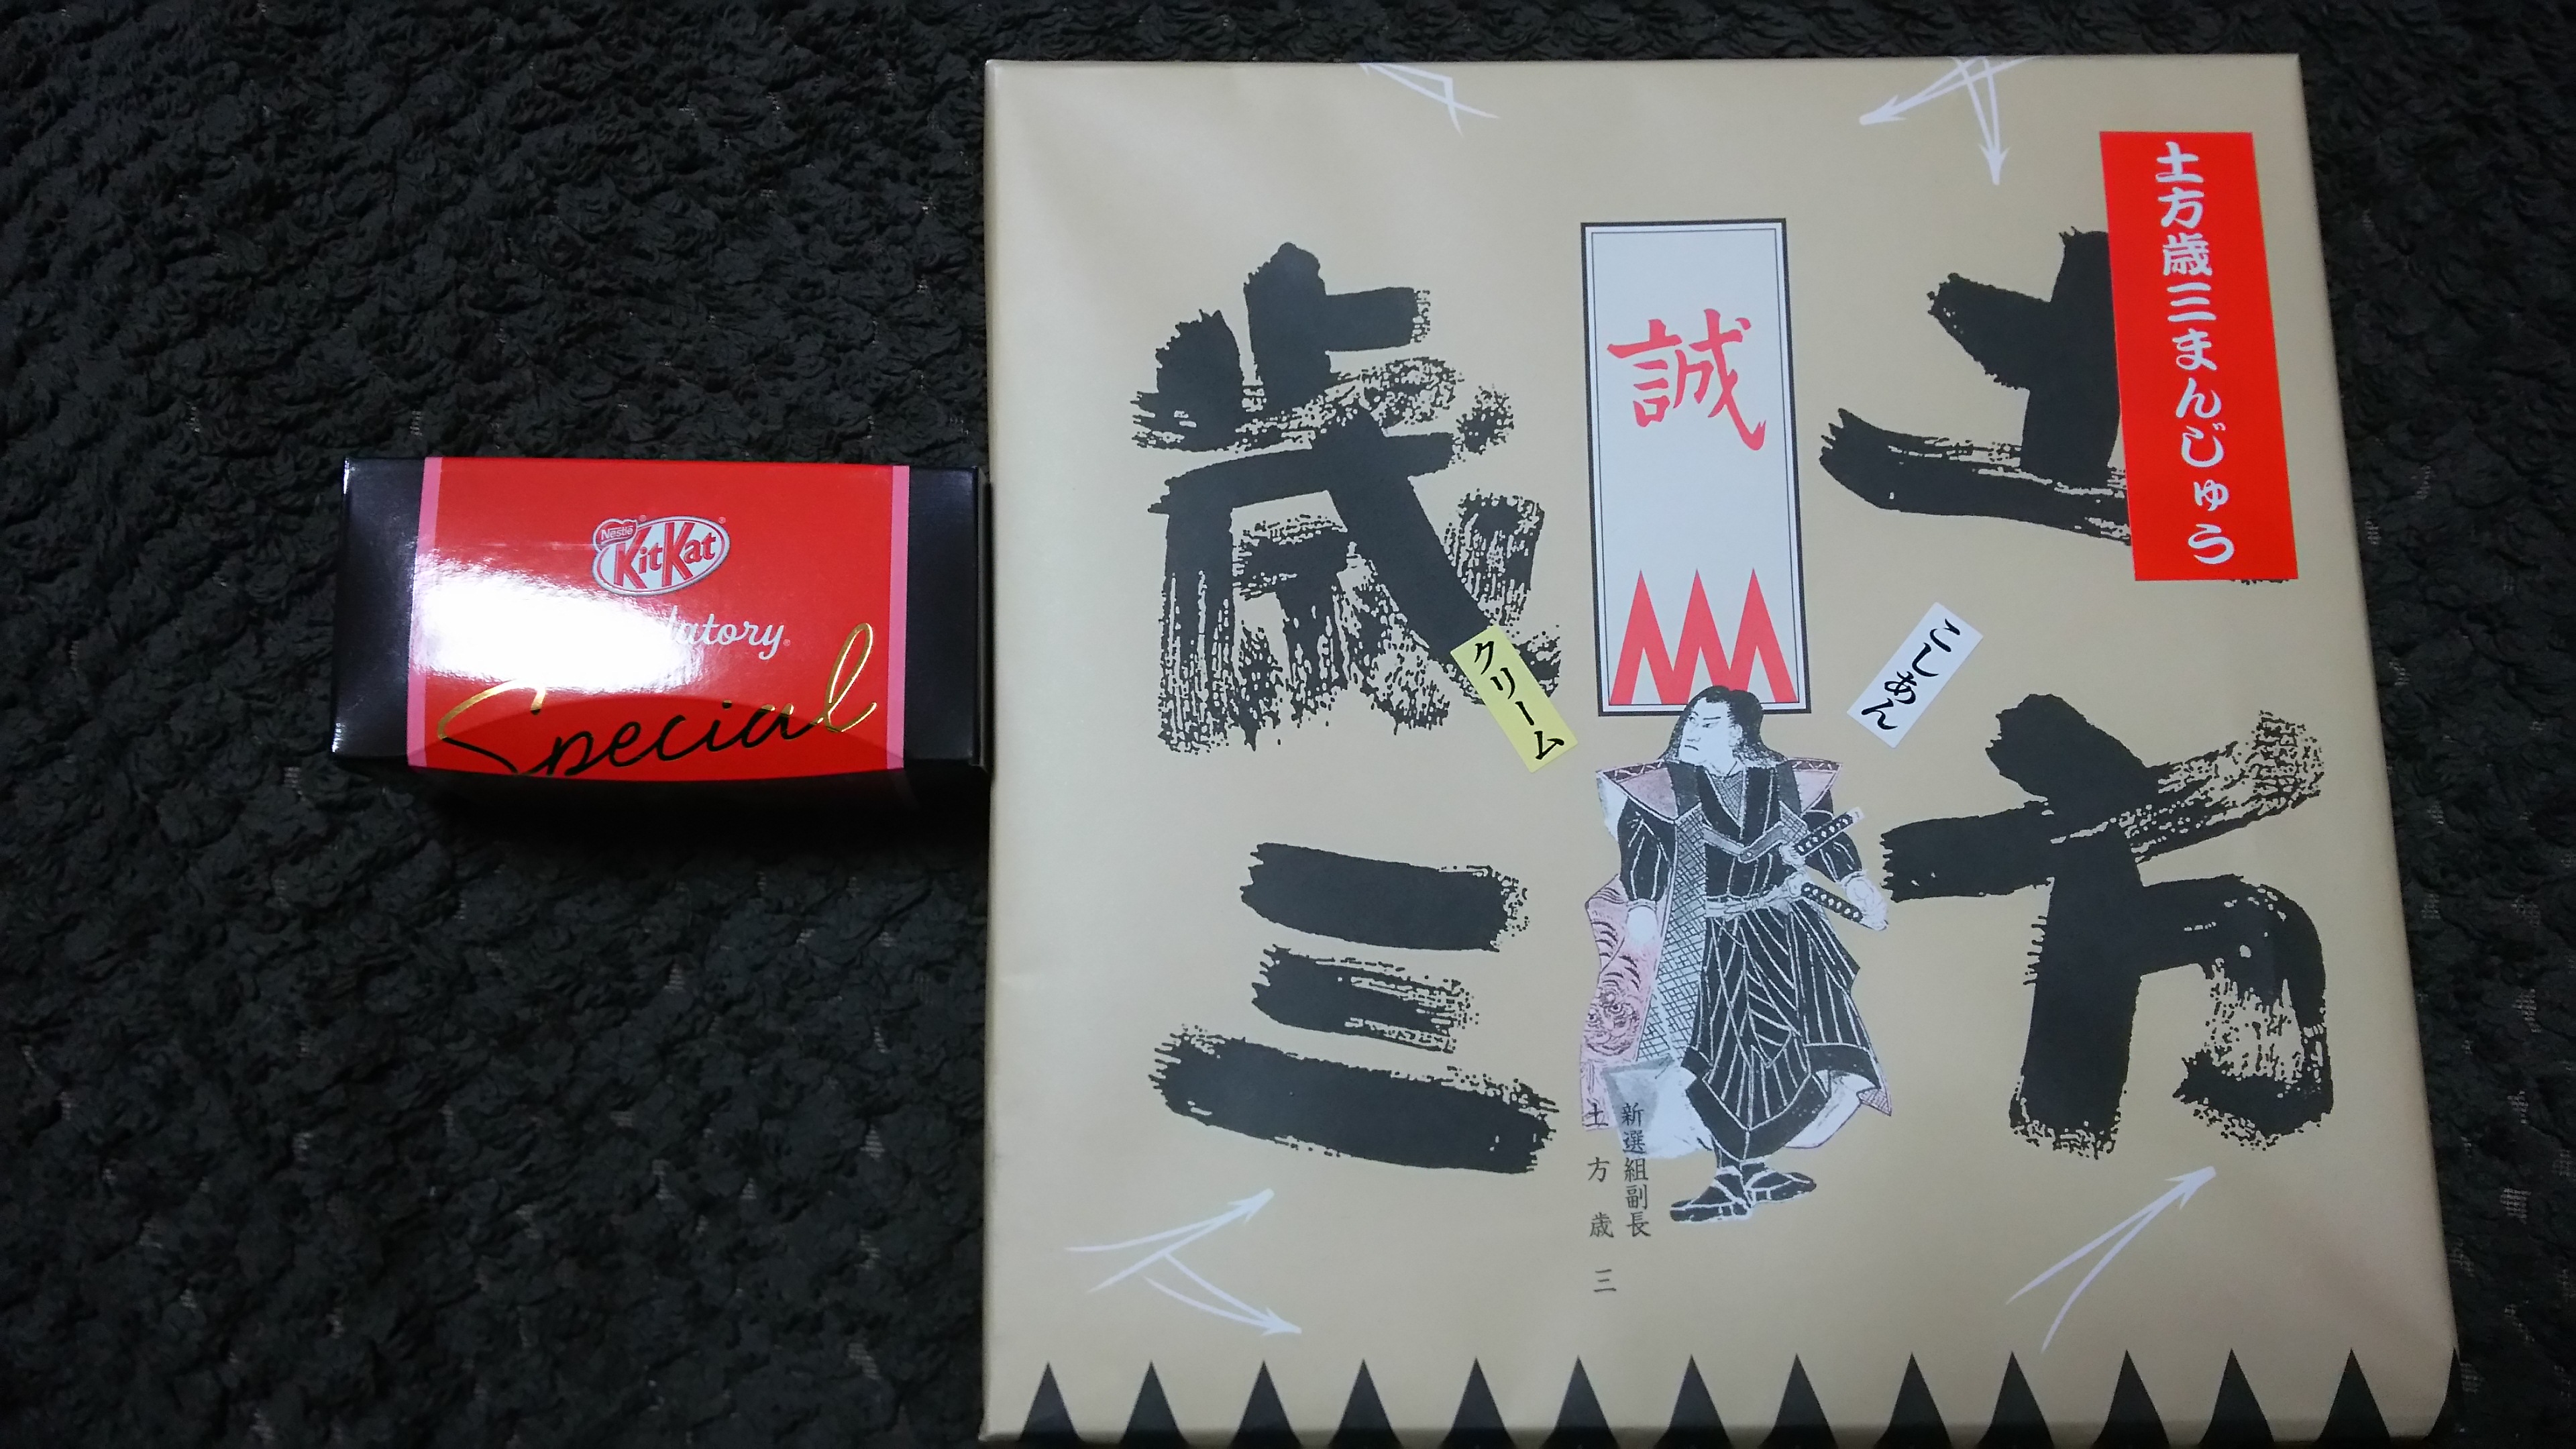 Nestlé
KitKat
latory
Special
土方歳三まんじゅう
土方
歳三
誠
こしあん
クリーム
新選組副長
土方歳三